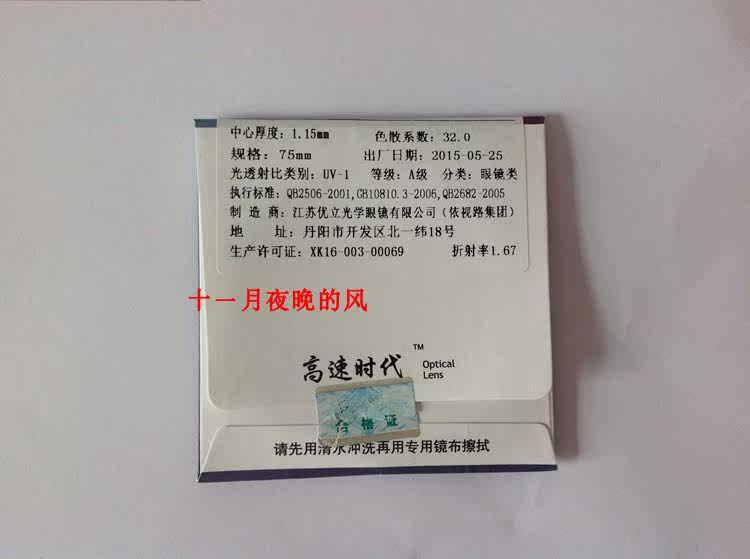 中心厚度：1.15mm 色散系数：32.0
规格：75mm 出厂日期：2015-05-25
光透射比类别：UV-1 等级：A级 分类：眼镜类
执行标准：QB2506-2001,GB10810.3-2006,QB2682-2005
制 造 商：江苏优立光学眼镜有限公司（依视路集团）
地 址：丹阳市开发区北一纬18号
生产许可证：XK16-003-00069 折射率1.67
十一月夜晚的风
高速时代 TM Optical
Lens
合格证
请先用清水冲洗再用专用镜布擦拭